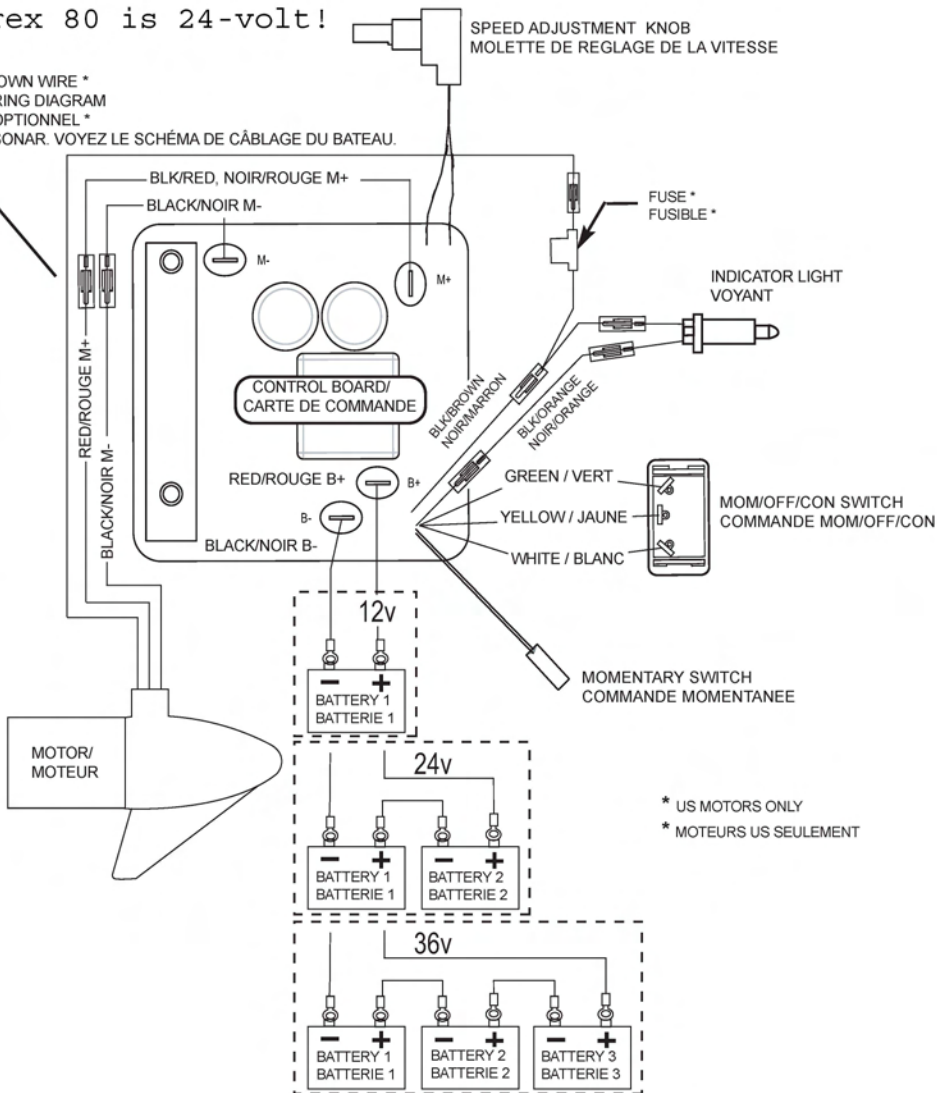 rex 80 is 24-volt!
SPEED ADJUSTMENT KNOB
MOLETTE DE REGLAGE DE LA VITESSE
OWN WIRE *
RING DIAGRAM
OPTIONNEL *
SONAR. VOYEZ LE SCHÉMA DE CÂBLAGE DU BATEAU.
BLK/RED, NOIR/ROUGE M+
BLACK/NOIR M-
FUSE *
FUSIBLE *
M-
M+
INDICATOR LIGHT
VOYANT
RED/ROUGE M+
BLACK/NOIR M-
CONTROL BOARD/
CARTE DE COMMANDE
BLK/BROWN
NOIR/MARRON
BLK/ORANGE
NOIR/ORANGE
RED/ROUGE B+
B+
B-
BLACK/NOIR B-
GREEN / VERT
YELLOW / JAUNE
WHITE / BLANC
MOM/OFF/CON SWITCH
COMMANDE MOM/OFF/CON
12v
- +
BATTERY 1
BATTERIE 1
MOMENTARY SWITCH
COMMANDE MOMENTANEE
MOTOR/
MOTEUR
24v
- +
BATTERY 1
BATTERIE 1
- +
BATTERY 2
BATTERIE 2
* US MOTORS ONLY
* MOTEURS US SEULEMENT
36v
- +
BATTERY 1
BATTERIE 1
- +
BATTERY 2
BATTERIE 2
- +
BATTERY 3
BATTERIE 3